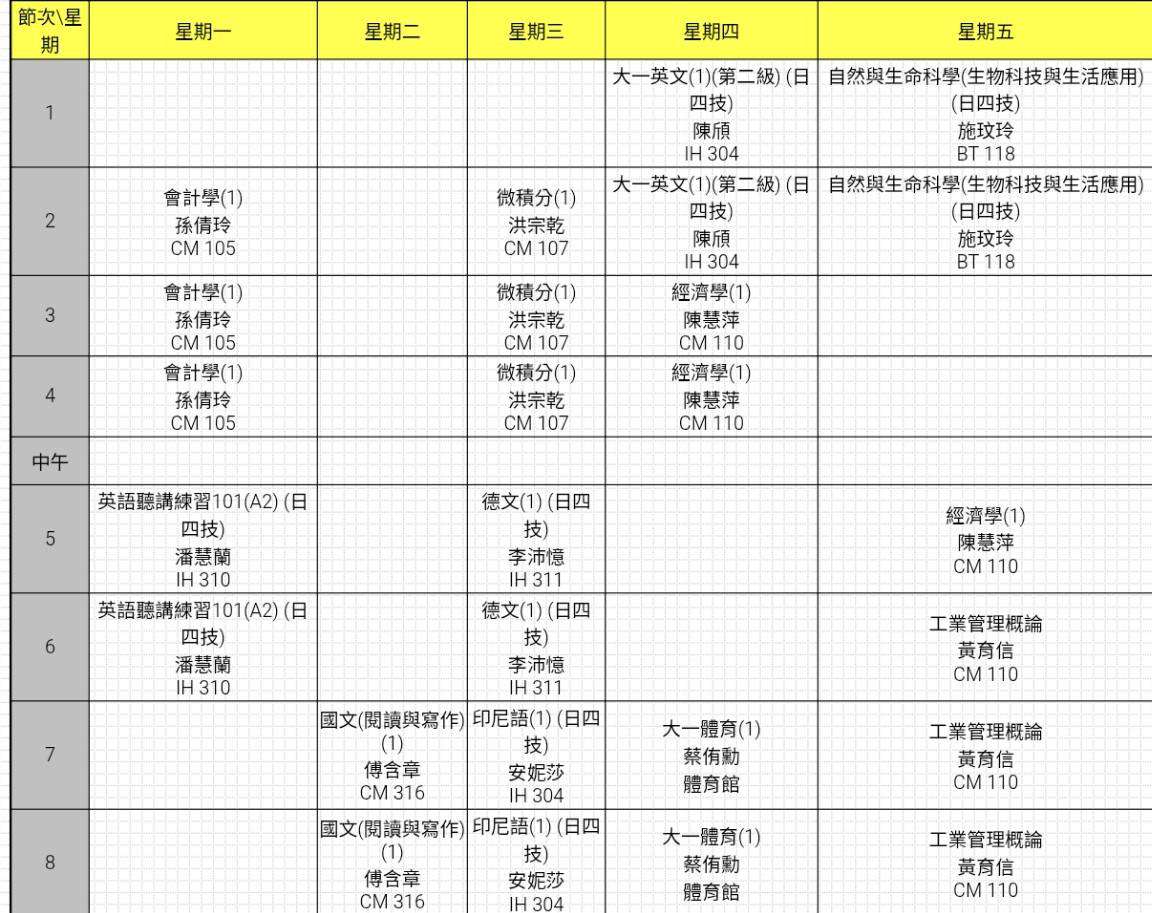 節次\星期
星期一
星期二
星期三
星期四
星期五
1
大一英文(1)(第二級) (日
四技)
陳頎
IH 304
自然與生命科學(生物科技與生活應用)
(日四技)
施玟玲
BT 118
2
會計學(1)
孫倩玲
CM 105
微積分(1)
洪宗乾
CM 107
大一英文(1)(第二級) (日
四技)
陳頎
IH 304
自然與生命科學(生物科技與生活應用)
(日四技)
施玟玲
BT 118
3
會計學(1)
孫倩玲
CM 105
微積分(1)
洪宗乾
CM 107
經濟學(1)
陳慧萍
CM 110
4
會計學(1)
孫倩玲
CM 105
微積分(1)
洪宗乾
CM 107
經濟學(1)
陳慧萍
CM 110
中午
5
英語聽講練習101(A2) (日
四技)
潘慧蘭
IH 310
德文(1) (日四
技)
李沛憶
IH 311
經濟學(1)
陳慧萍
CM 110
6
英語聽講練習101(A2) (日
四技)
潘慧蘭
IH 310
德文(1) (日四
技)
李沛憶
IH 311
工業管理概論
黃育信
CM 110
7
國文(閱讀與寫作)
(1)
傅含章
CM 316
印尼語(1) (日四
技)
安妮莎
IH 304
大一體育(1)
蔡侑勳
體育館
工業管理概論
黃育信
CM 110
8
國文(閱讀與寫作)
(1)
傅含章
CM 316
印尼語(1) (日四
技)
安妮莎
IH 304
大一體育(1)
蔡侑勳
體育館
工業管理概論
黃育信
CM 110